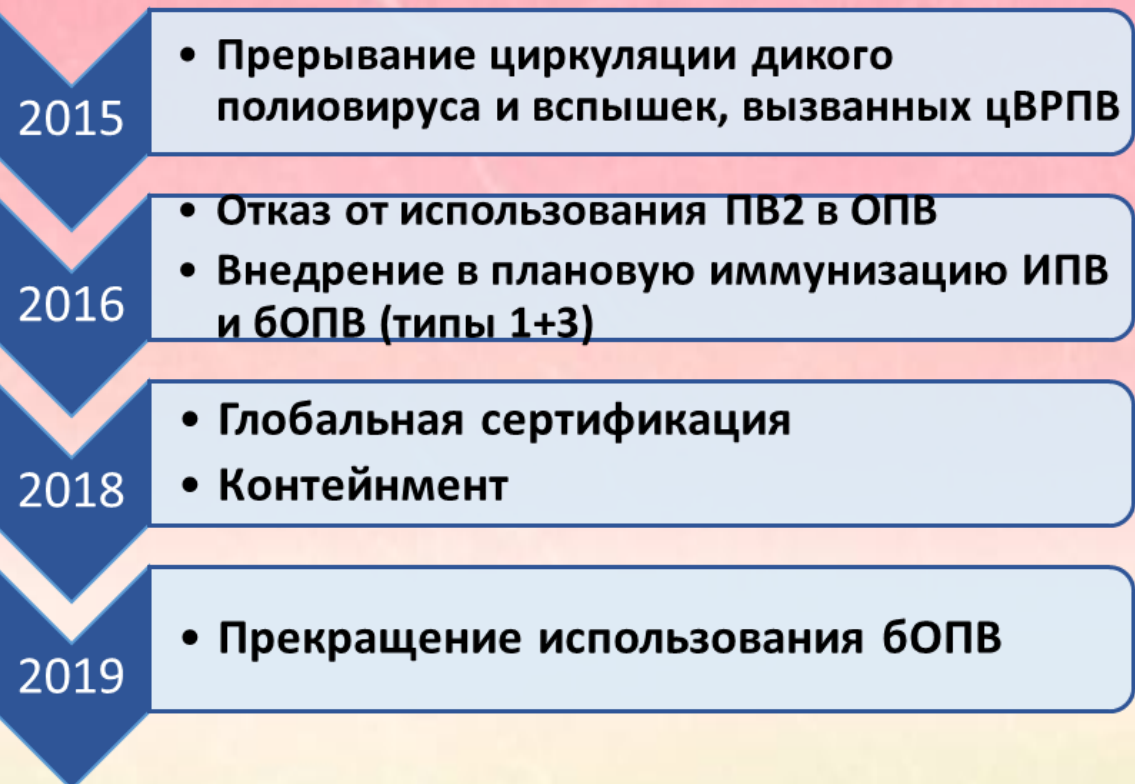 2015
• Прерывание циркуляции дикого
полиовируса и вспышек, вызванных цВРПВ
2016
• Отказ от использования ПВ2 в ОПВ
• Внедрение в плановую иммунизацию ИПВ
и бОПВ (типы 1+3)
2018
• Глобальная сертификация
• Контейнмент
2019
• Прекращение использования бОПВ